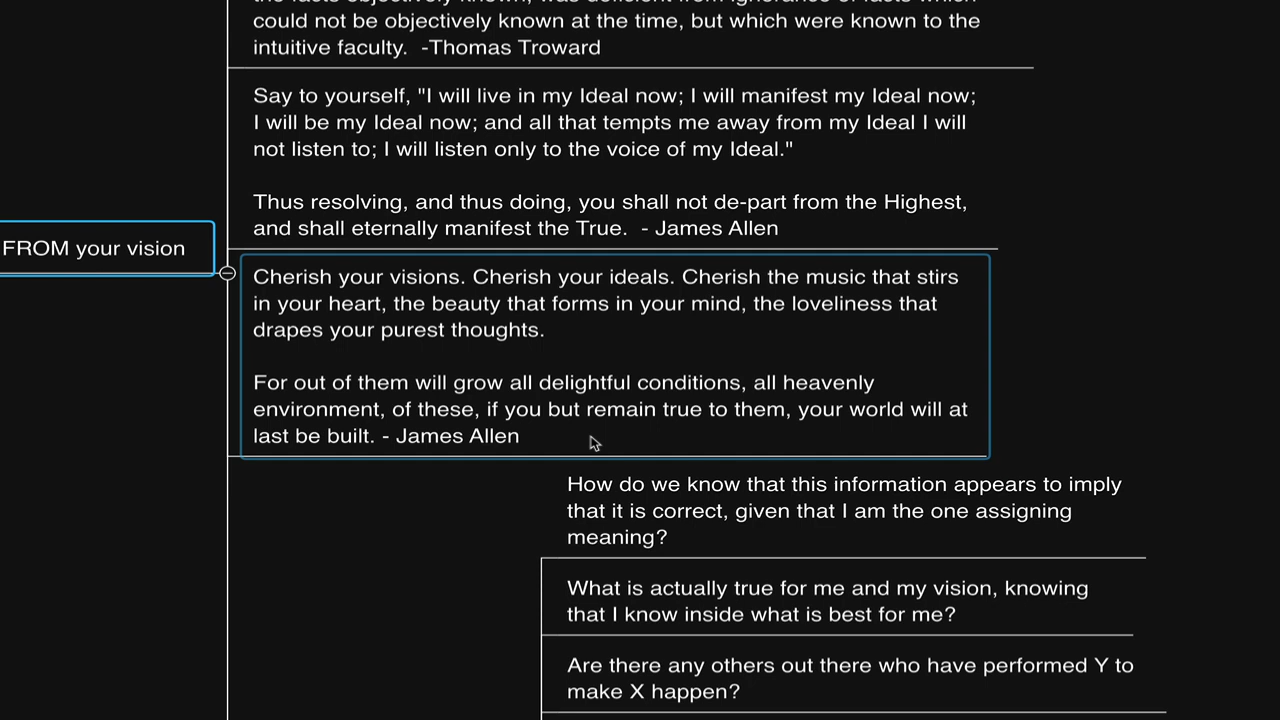 could not be objectively known at the time, but which were known to the
intuitive faculty.  -Thomas Troward
Say to yourself, "I will live in my Ideal now; I will manifest my Ideal now;
I will be my Ideal now; and all that tempts me away from my Ideal I will
not listen to; I will listen only to the voice of my Ideal."
Thus resolving, and thus doing, you shall not de-part from the Highest,
and shall eternally manifest the True.  - James Allen
FROM your vision
Cherish your visions. Cherish your ideals. Cherish the music that stirs
in your heart, the beauty that forms in your mind, the loveliness that
drapes your purest thoughts.
For out of them will grow all delightful conditions, all heavenly
environment, of these, if you but remain true to them, your world will at
last be built. - James Allen
How do we know that this information appears to imply
that it is correct, given that I am the one assigning
meaning?
What is actually true for me and my vision, knowing
that I know inside what is best for me?
Are there any others out there who have performed Y to
make X happen?